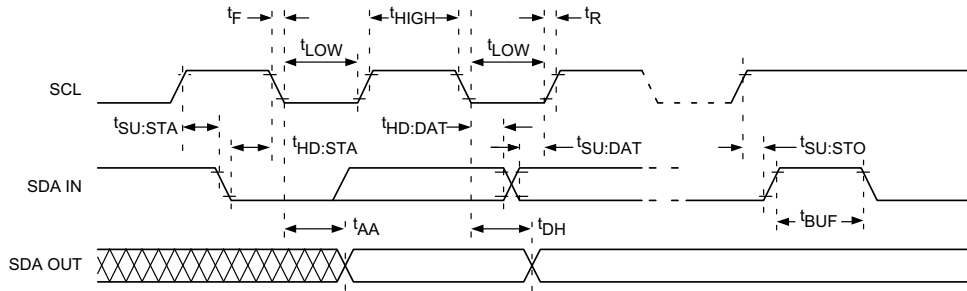 tF
tHIGH
tR
tLOW
tLOW
SCL
tSU:STA
tHD:STA
tHD:DAT
tSU:DAT
tSU:STO
SDA IN
tAA
tDH
tBUF
SDA OUT